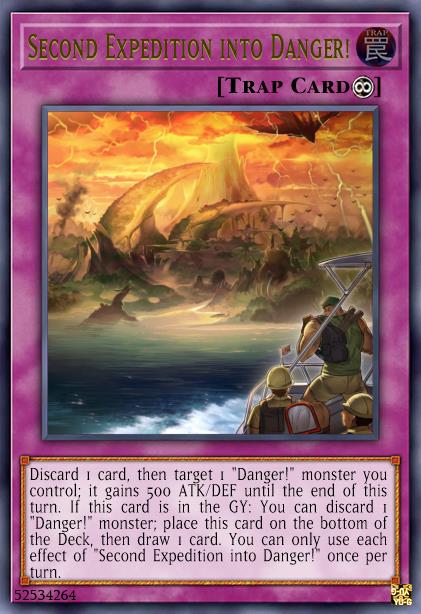 Second Expedition into Danger!
TRAP
罠
[Trap Card]
Discard 1 card, then target 1 "Danger!" monster you
control; it gains 500 ATK/DEF until the end of this
turn. If this card is in the GY: You can discard 1
"Danger!" monster; place this card on the bottom of
the Deck, then draw 1 card. You can only use each
effect of "Second Expedition into Danger!" once per
turn.
52534264